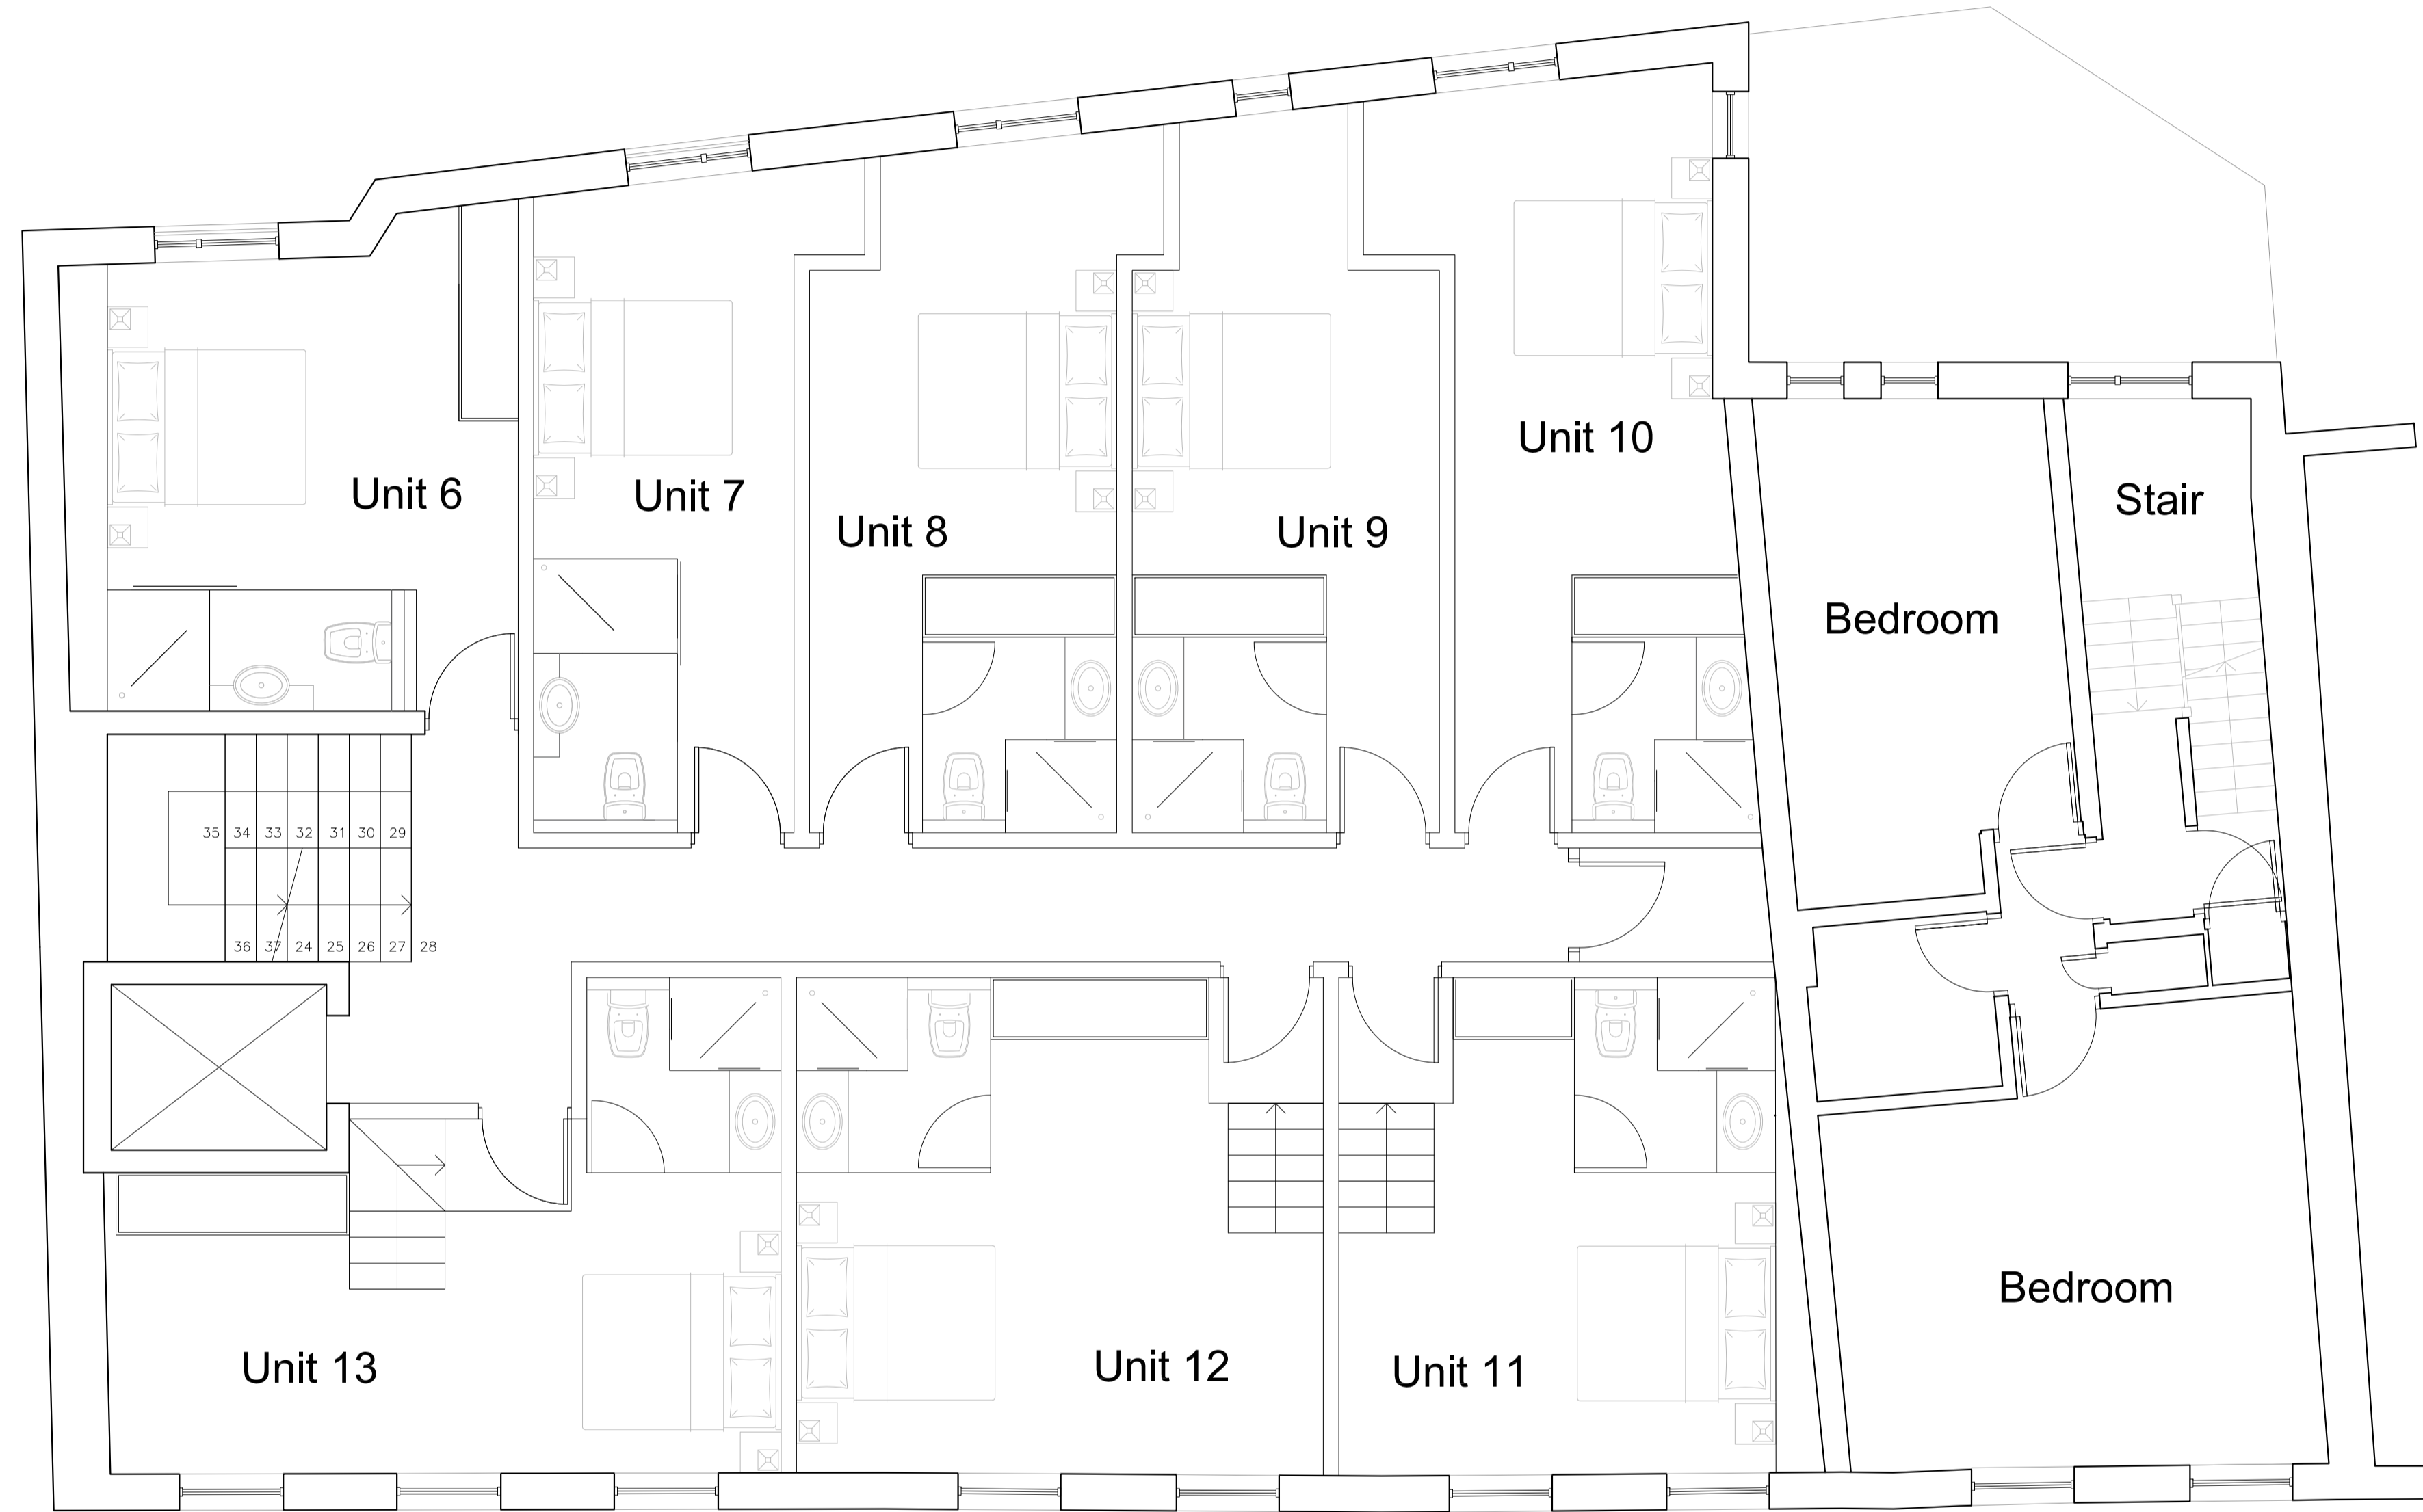 Unit 10
Unit 6
Unit 7
Stair
Unit 8
Unit 9
Bedroom
35 34 33 32 31 30 29
36 37 24 25 26 27 28
Bedroom
Unit 13
Unit 12
Unit 11